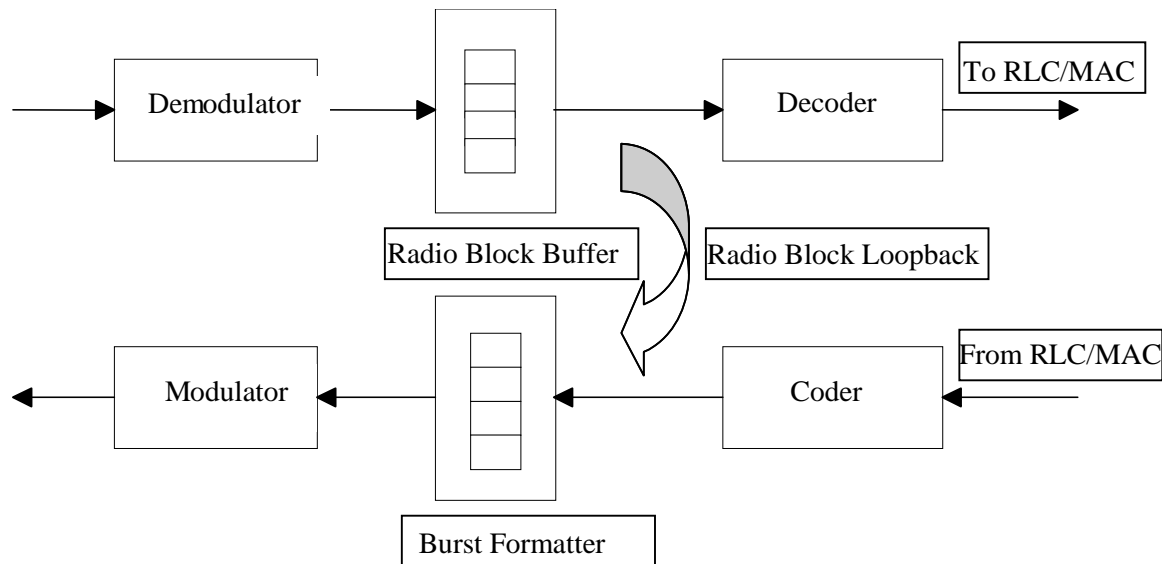 To RLC/MAC
Demodulator
Decoder
Radio Block Buffer
Radio Block Loopback
From RLC/MAC
Modulator
Coder
Burst Formatter